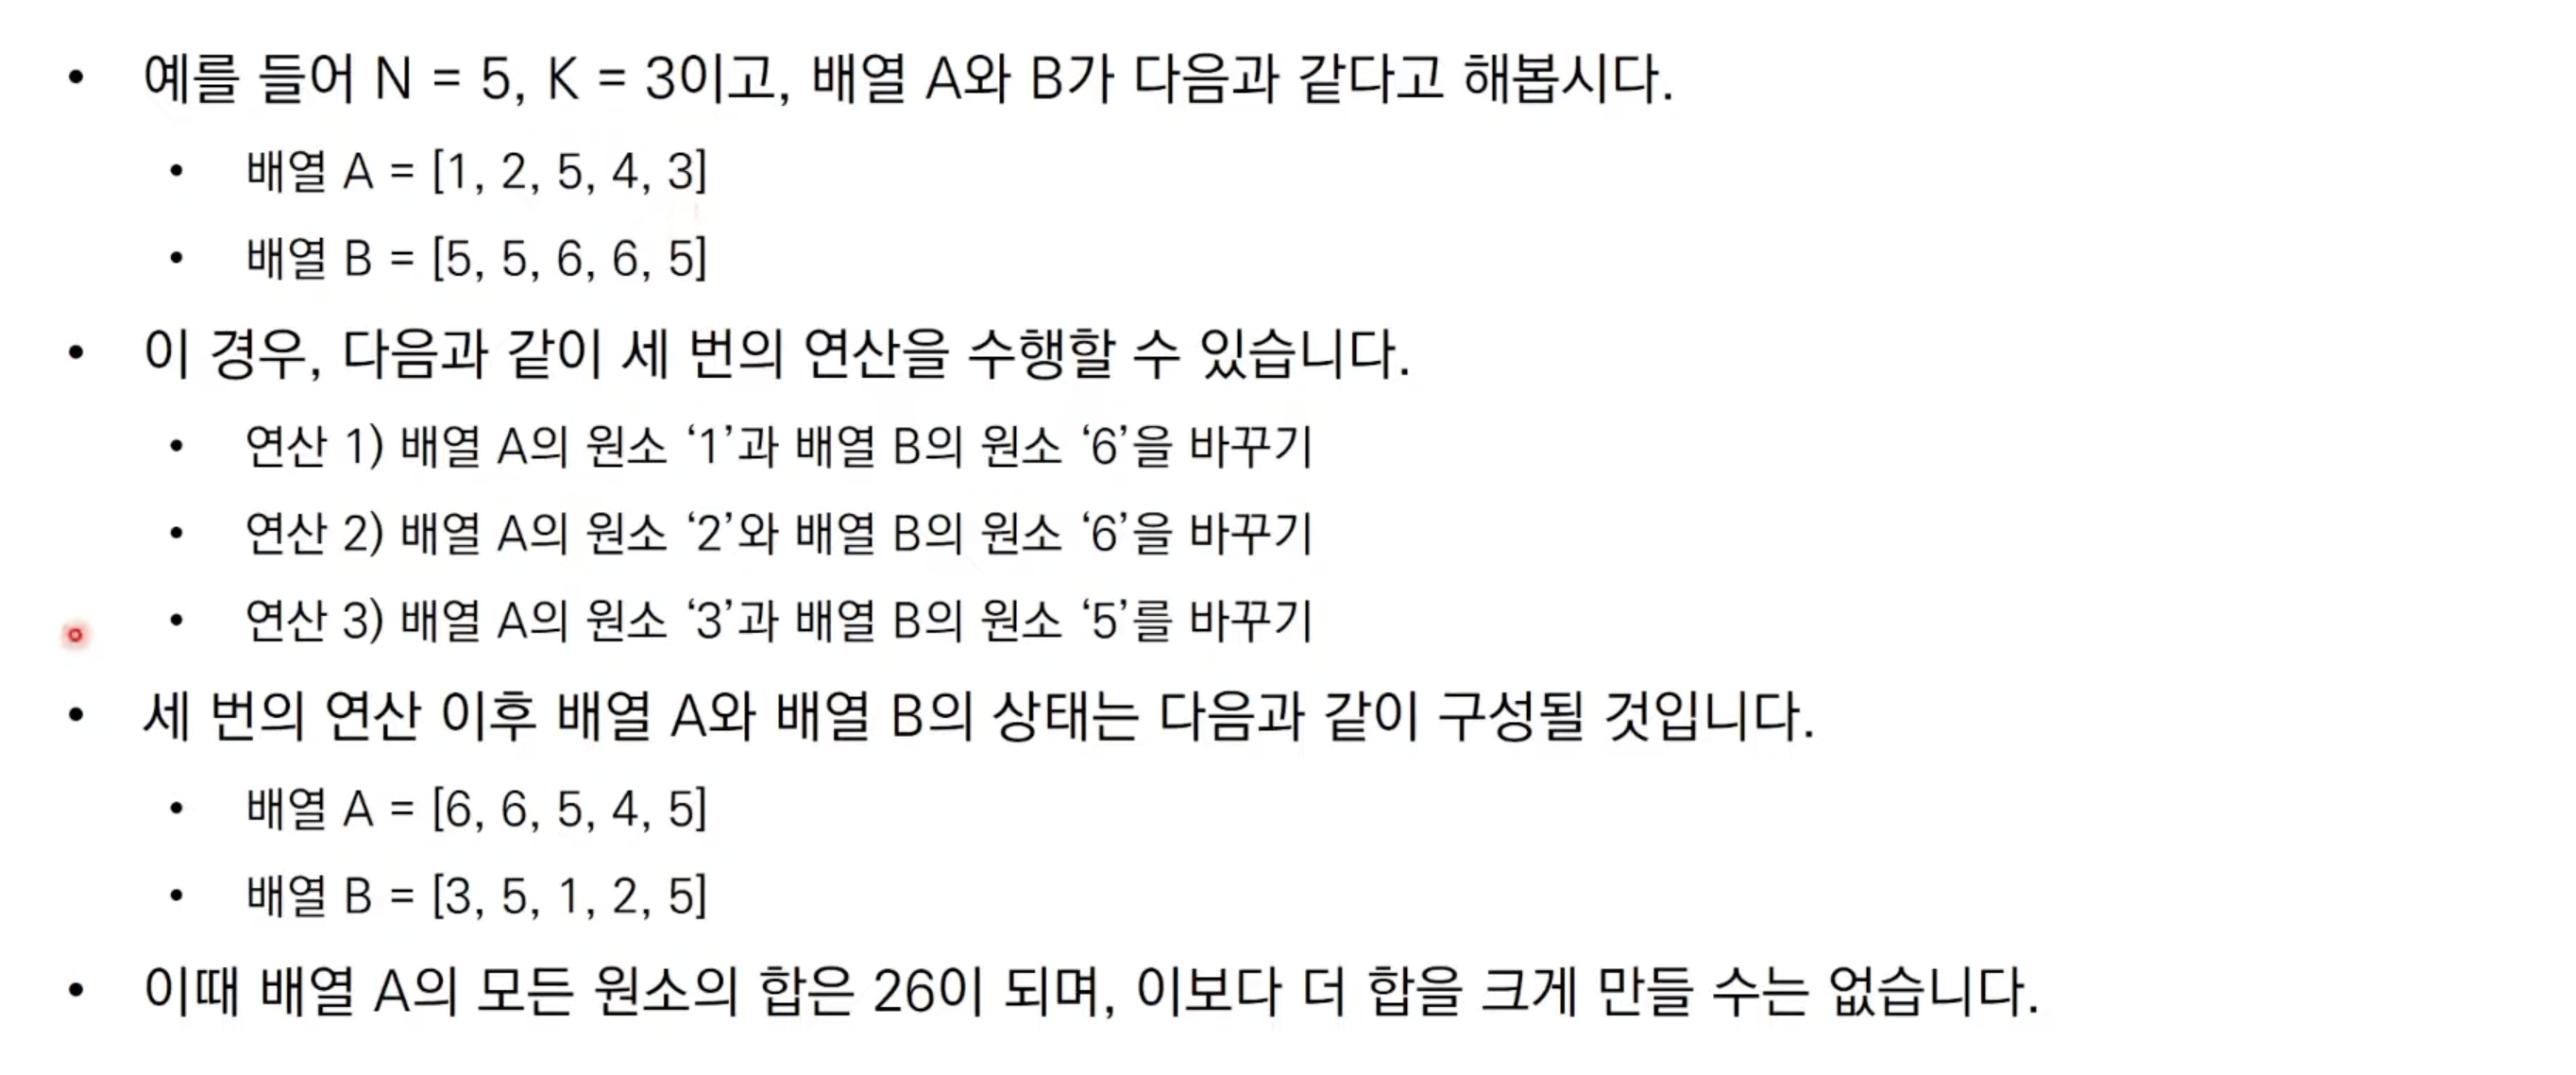 • 예를 들어 N = 5, K = 3이고, 배열 A와 B가 다음과 같다고 해봅시다.
• 배열 A = [1, 2, 5, 4, 3]
• 배열 B = [5, 5, 6, 6, 5]
• 이 경우, 다음과 같이 세 번의 연산을 수행할 수 있습니다.
• 연산 1) 배열 A의 원소 ‘1’과 배열 B의 원소 ‘6’을 바꾸기
• 연산 2) 배열 A의 원소 ‘2’와 배열 B의 원소 ‘6’을 바꾸기
• 연산 3) 배열 A의 원소 ‘3’과 배열 B의 원소 ‘5’를 바꾸기
• 세 번의 연산 이후 배열 A와 배열 B의 상태는 다음과 같이 구성될 것입니다.
• 배열 A = [6, 6, 5, 4, 5]
• 배열 B = [3, 5, 1, 2, 5]
• 이때 배열 A의 모든 원소의 합은 26이 되며, 이보다 더 합을 크게 만들 수는 없습니다.